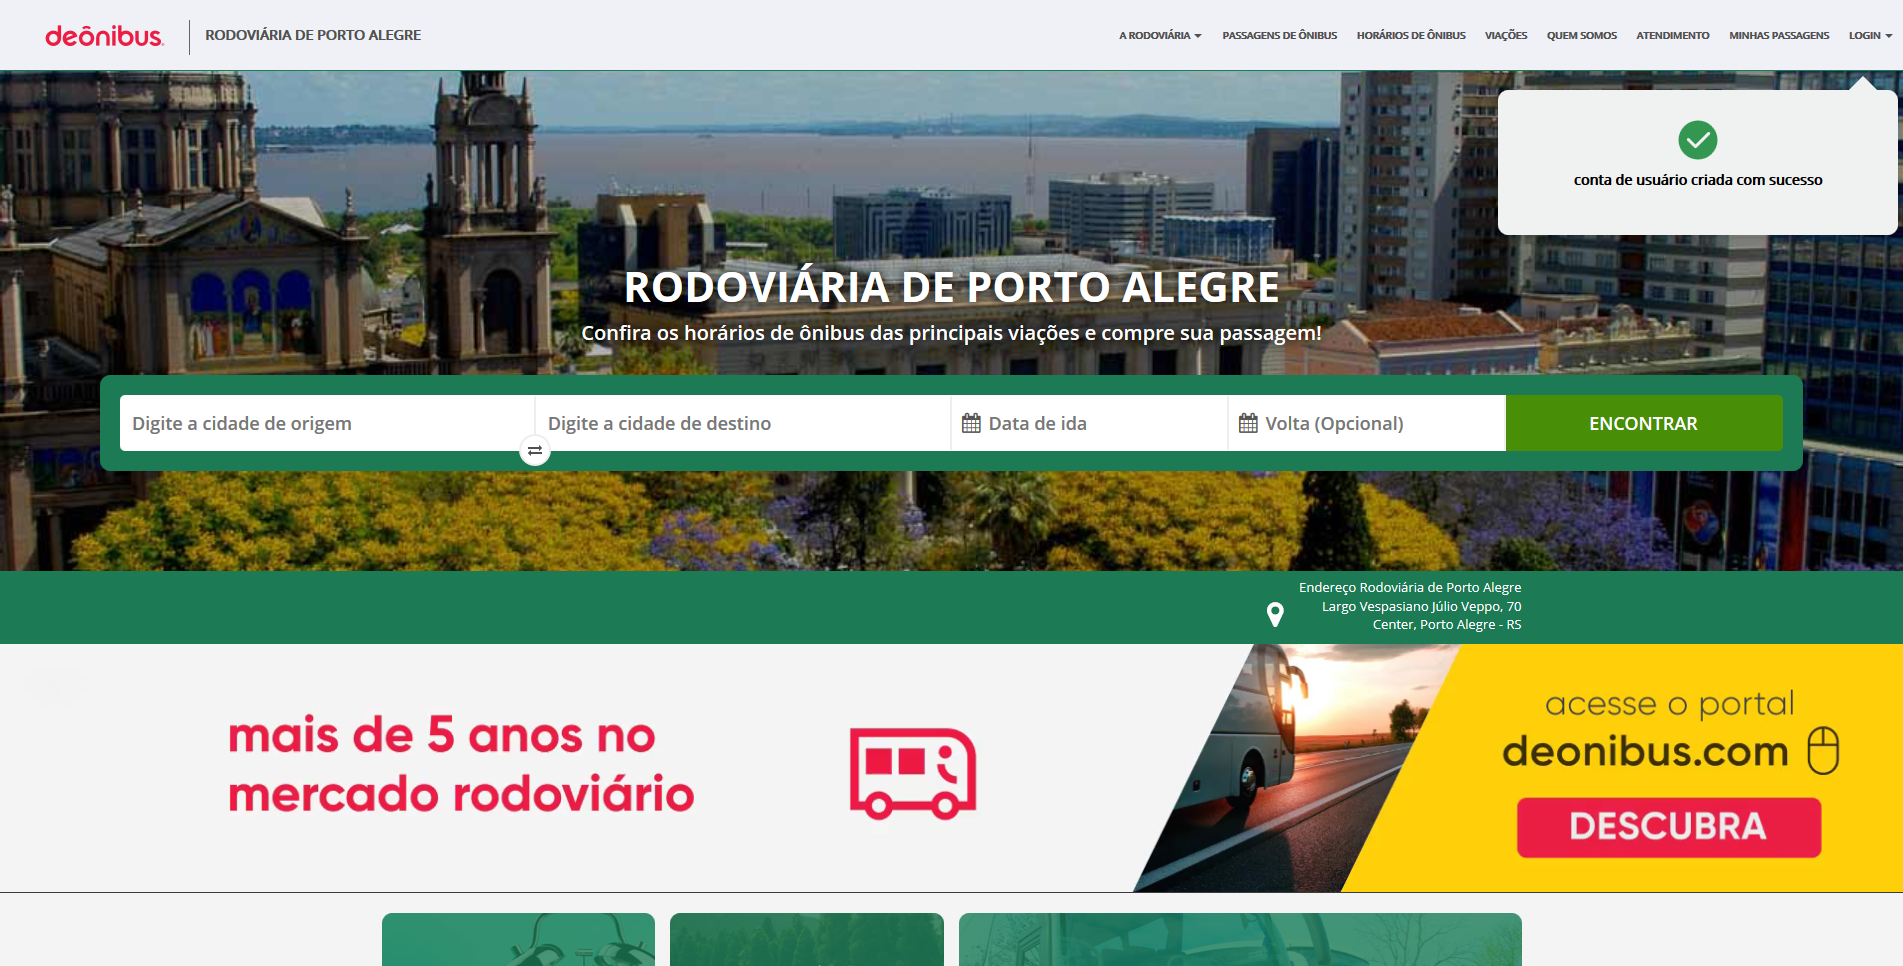 deônibus
RODOVIÁRIA DE PORTO ALEGRE
A RODOVIÁRIA
PASSAGENS DE ÔNIBUS
HORÁRIOS DE ÔNIBUS
VIAÇÕES
QUEM SOMOS
ATENDIMENTO
MINHAS PASSAGENS
LOGIN
conta de usuário criada com sucesso
RODOVIÁRIA DE PORTO ALEGRE
Confira os horários de ônibus das principais viações e compre sua passagem!
Digite a cidade de origem
Digite a cidade de destino
Data de ida
Volta (Opcional)
ENCONTRAR
Endereço Rodoviária de Porto Alegre
Largo Vespasiano Júlio Veppo, 70
Center, Porto Alegre - RS
mais de 5 anos no
mercado rodoviário
acesse o portal
deonibus.com
DESCUBRA